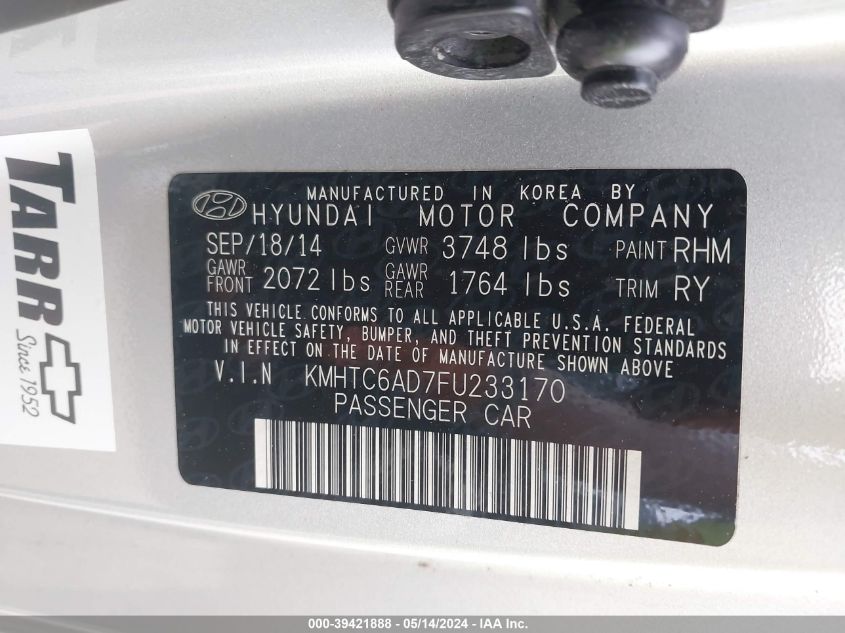 TARR
Since 1952
MANUFACTURED IN KOREA BY
HYUNDAI MOTOR COMPANY
SEP/18/14 GVWR 3748 lbs PAINT RHM
GAWR FRONT 2072 lbs GAWR REAR 1764 lbs TRIM RY
THIS VEHICLE CONFORMS TO ALL APPLICABLE U.S.A. FEDERAL
MOTOR VEHICLE SAFETY, BUMPER, AND THEFT PREVENTION STANDARDS
IN EFFECT ON THE DATE OF MANUFACTURE SHOWN ABOVE
V.I.N KMHTC6AD7FU233170
PASSENGER CAR
000-39421888 - 05/14/2024 - IAA Inc.